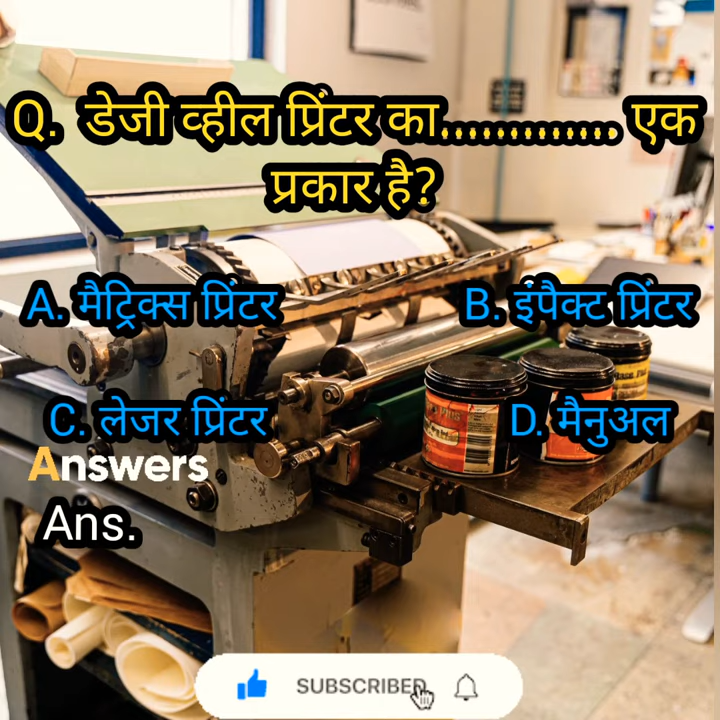 Q. डेजी व्हील प्रिंटर का............. एक
प्रकार है?
A. मैट्रिक्स प्रिंटर
B. इंपैक्ट प्रिंटर
C. लेजर प्रिंटर
D. मैनुअल
Answers
Ans.
SUBSCRIBED